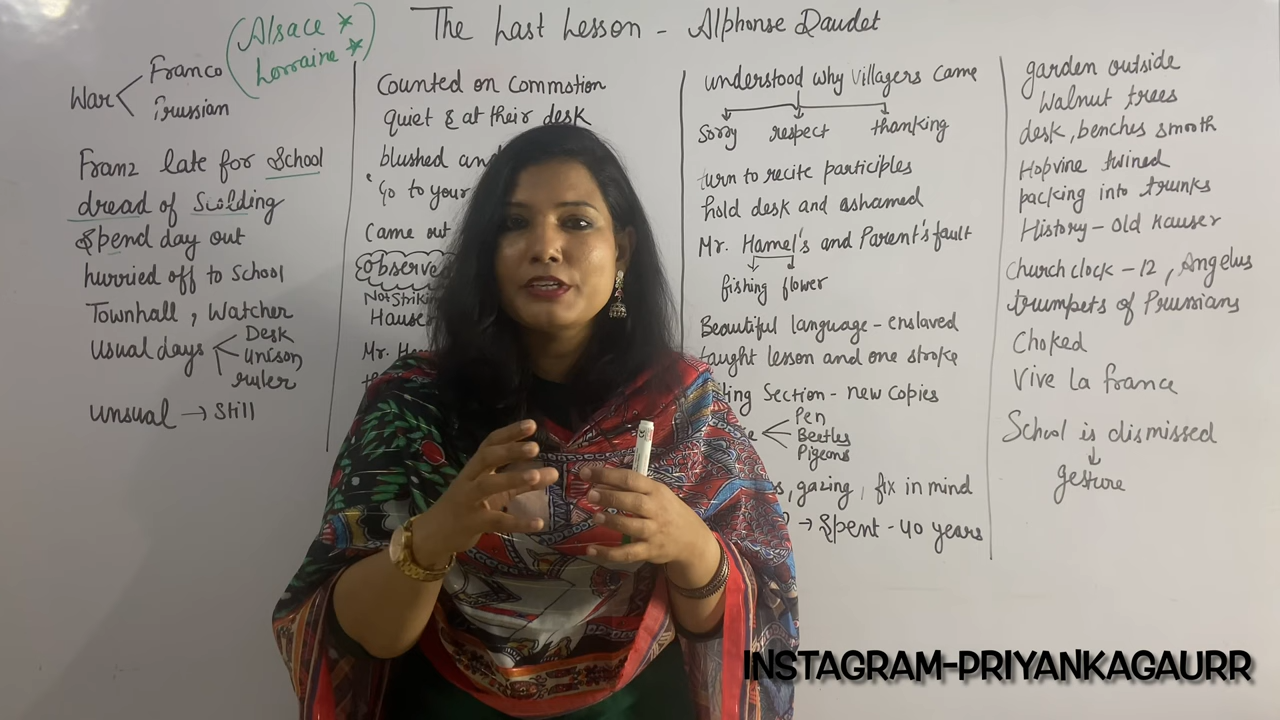 The Last Lesson - Alphonse Daudet
(Alsace *
Lorraine *)
War
Franco
Prussian
Franz late for School
dread of Scolding
Spend day out
hurried off to School
Townhall, Watcher
Usual days
Desk
Unison,
ruler
unusual → Still
Counted on Commotion
quiet & at their desk
blushed and
"Go to your
Came out
Observed
Not Striking
Hauser
Mr.
understood why villagers came
Sorry respect thanking
turn to recite participles
hold desk and ashamed
Mr. Hamel's and Parent's fault
fishing flower
Beautiful language - enslaved
taught lesson and one stroke
Section - new copies
Pen
Beetles
Pigeons
, gazing, fix in mind
→ Spent - 40 years
garden outside
Walnut trees
desk, benches smooth
Hopvine twined
packing into trunks
History - old Hauser
Church clock - 12, Angelus
trumpets of Prussians
Choked
Vive La france
School is dismissed
↓
gesture
INSTAGRAM-PRIYANKAGAURR